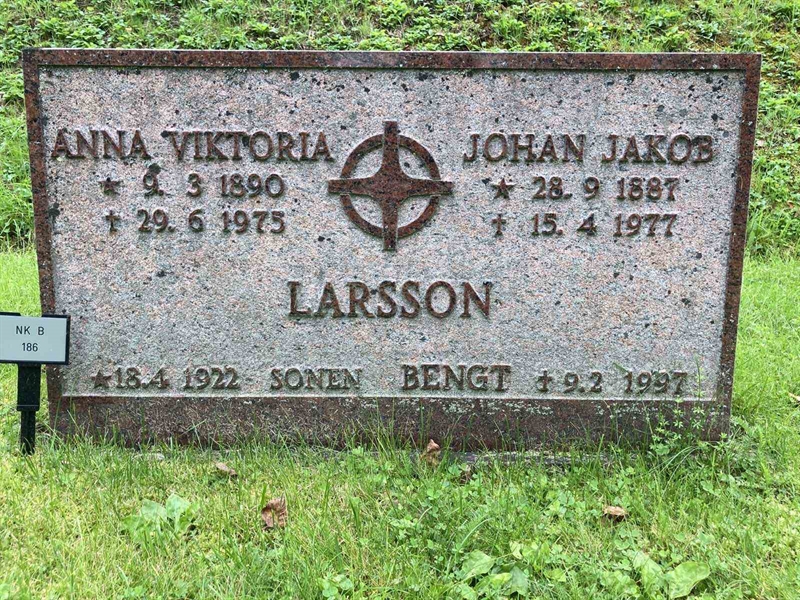 ANNA VIKTORIA
★ 9. 3 1890
✝ 29. 6 1975
JOHAN JAKOB
★ 28. 9 1887
✝ 15. 4 1977
LARSSON
★18.4 1922 SONEN BENGT ✝ 9.2 1997
NK B
186